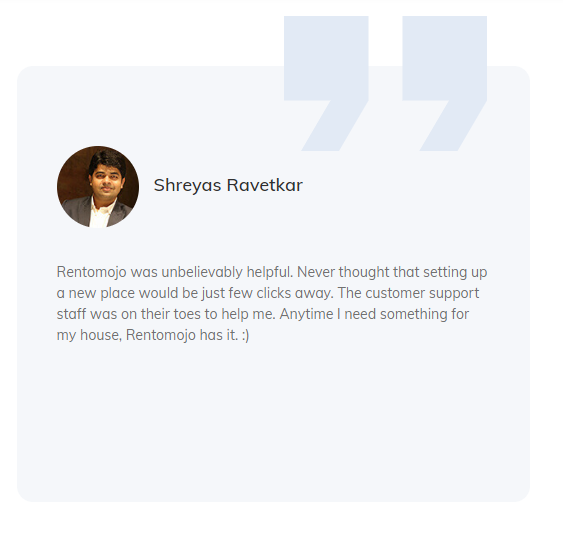 Shreyas Ravetkar
Rentomojo was unbelievably helpful. Never thought that setting up
a new place would be just few clicks away. The customer support
staff was on their toes to help me. Anytime I need something for
my house, Rentomojo has it. :)